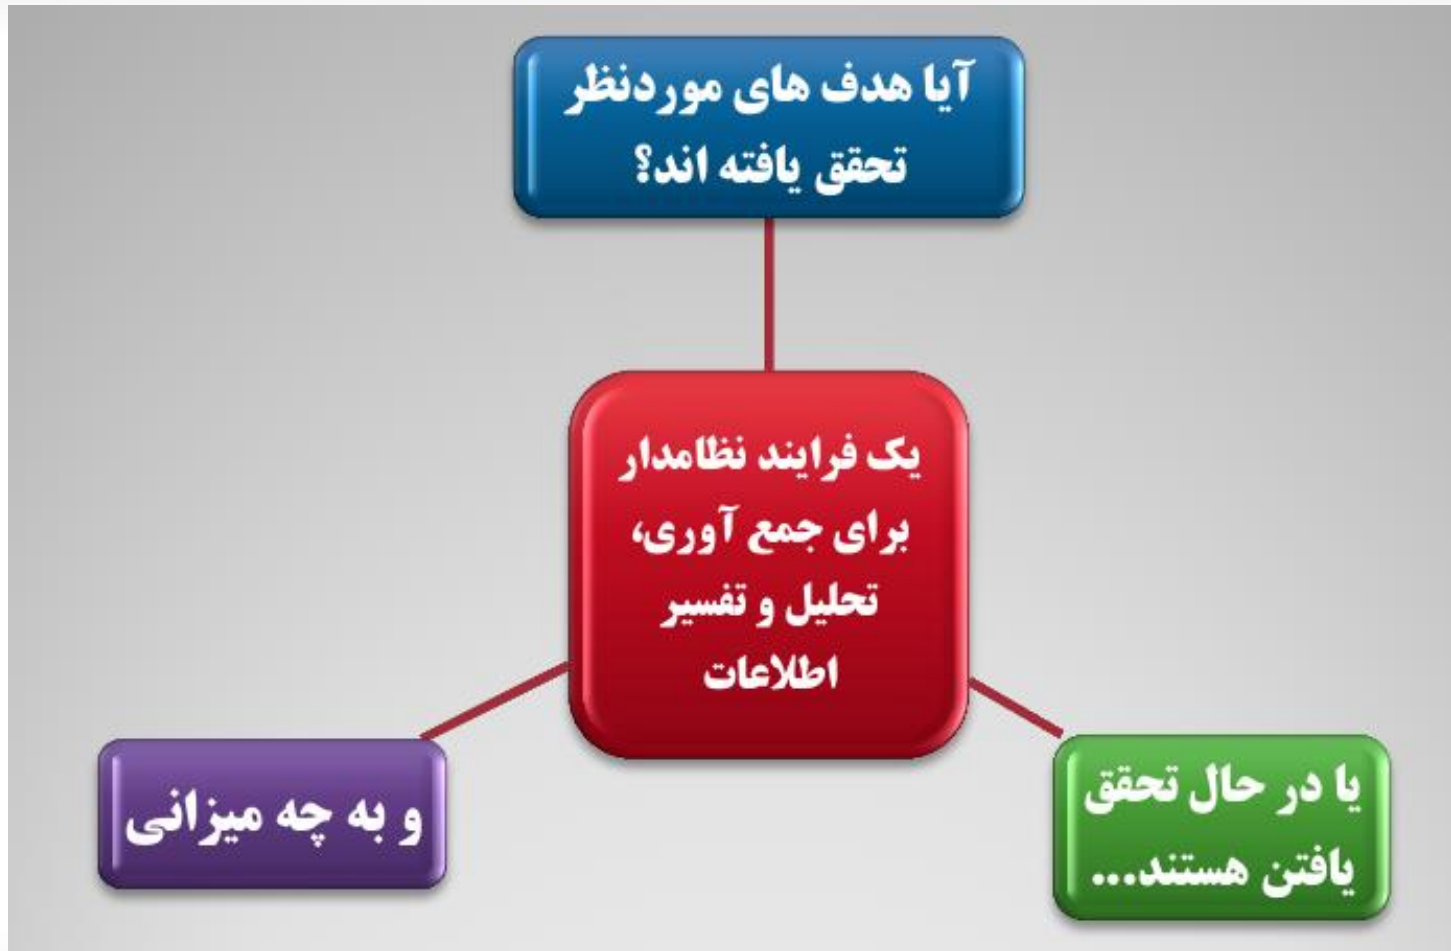 آیا هدف های موردنظر
تحقق یافته اند؟
یک فرایند نظامدار
برای جمع آوری،
تحلیل و تفسیر
اطلاعات
یا در حال تحقق
یافتن هستند...
و به چه میزانی